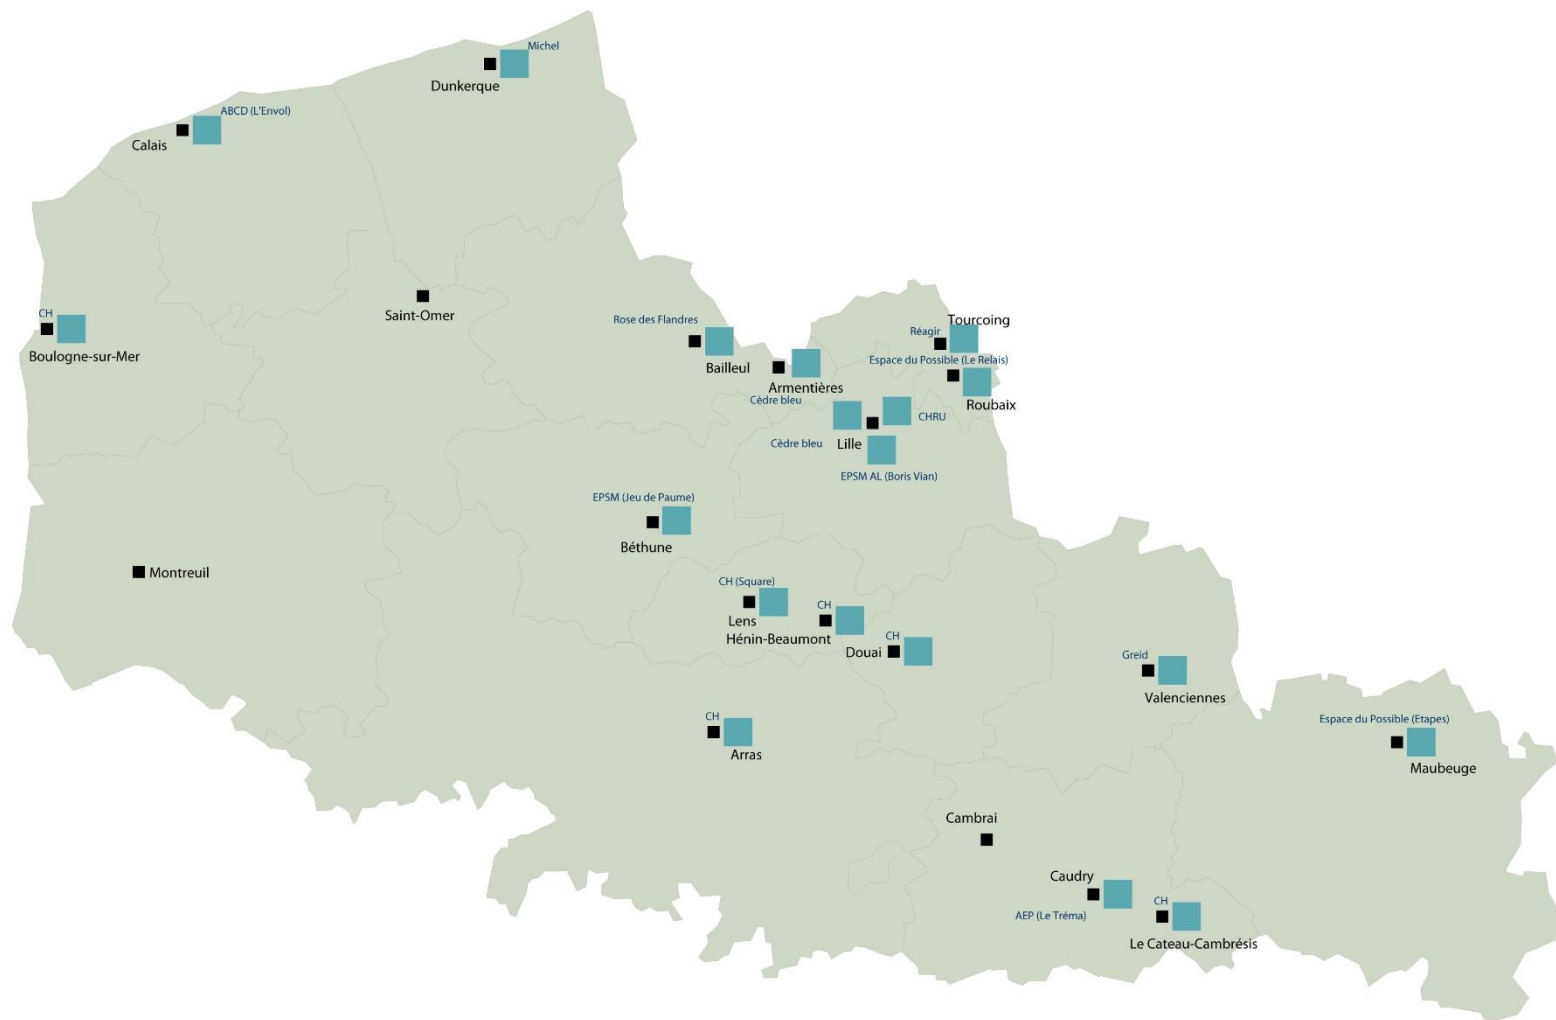 Michel
Dunkerque
ABCD (L'Envol)
Calais
Saint-Omer
CH
Boulogne-sur-Mer
Rose des Flandres
Bailleul
Tourcoing
Réagir
Espace du Possible (Le Relais)
Roubaix
Armentières
Cèdre bleu
CHRU
Cèdre bleu
Lille
EPSM AL (Boris Vian)
EPSM (Jeu de Paume)
Béthune
Montreuil
CH (Square)
Lens
CH
Hénin-Beaumont
CH
Douai
Greid
Valenciennes
CH
Arras
Espace du Possible (Etapes)
Maubeuge
Cambrai
Caudry
AEP (Le Tréma)
CH
Le Cateau-Cambrésis